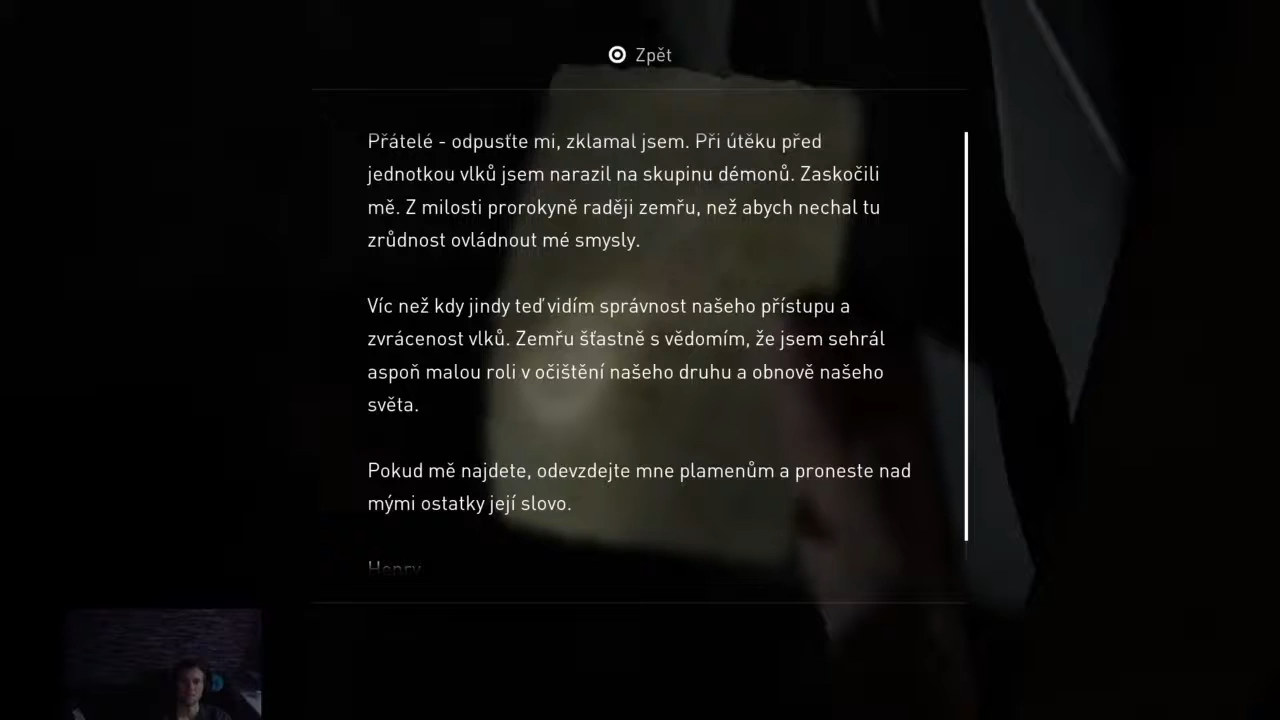 Zpět
Přátelé - odpusťte mi, zklamal jsem. Při útěku před
jednotkou vlků jsem narazil na skupinu démonů. Zaskočili
mě. Z milosti prorokyně raději zemřu, než abych nechal tu
zrůdnost ovládnout mé smysly.
Víc než kdy jindy teď vidím správnost našeho přístupu a
zvrácenost vlků. Zemřu šťastně s vědomím, že jsem sehrál
aspoň malou roli v očištění našeho druhu a obnově našeho
světa.
Pokud mě najdete, odevzdejte mne plamenům a proneste nad
mými ostatky její slovo.
Henry